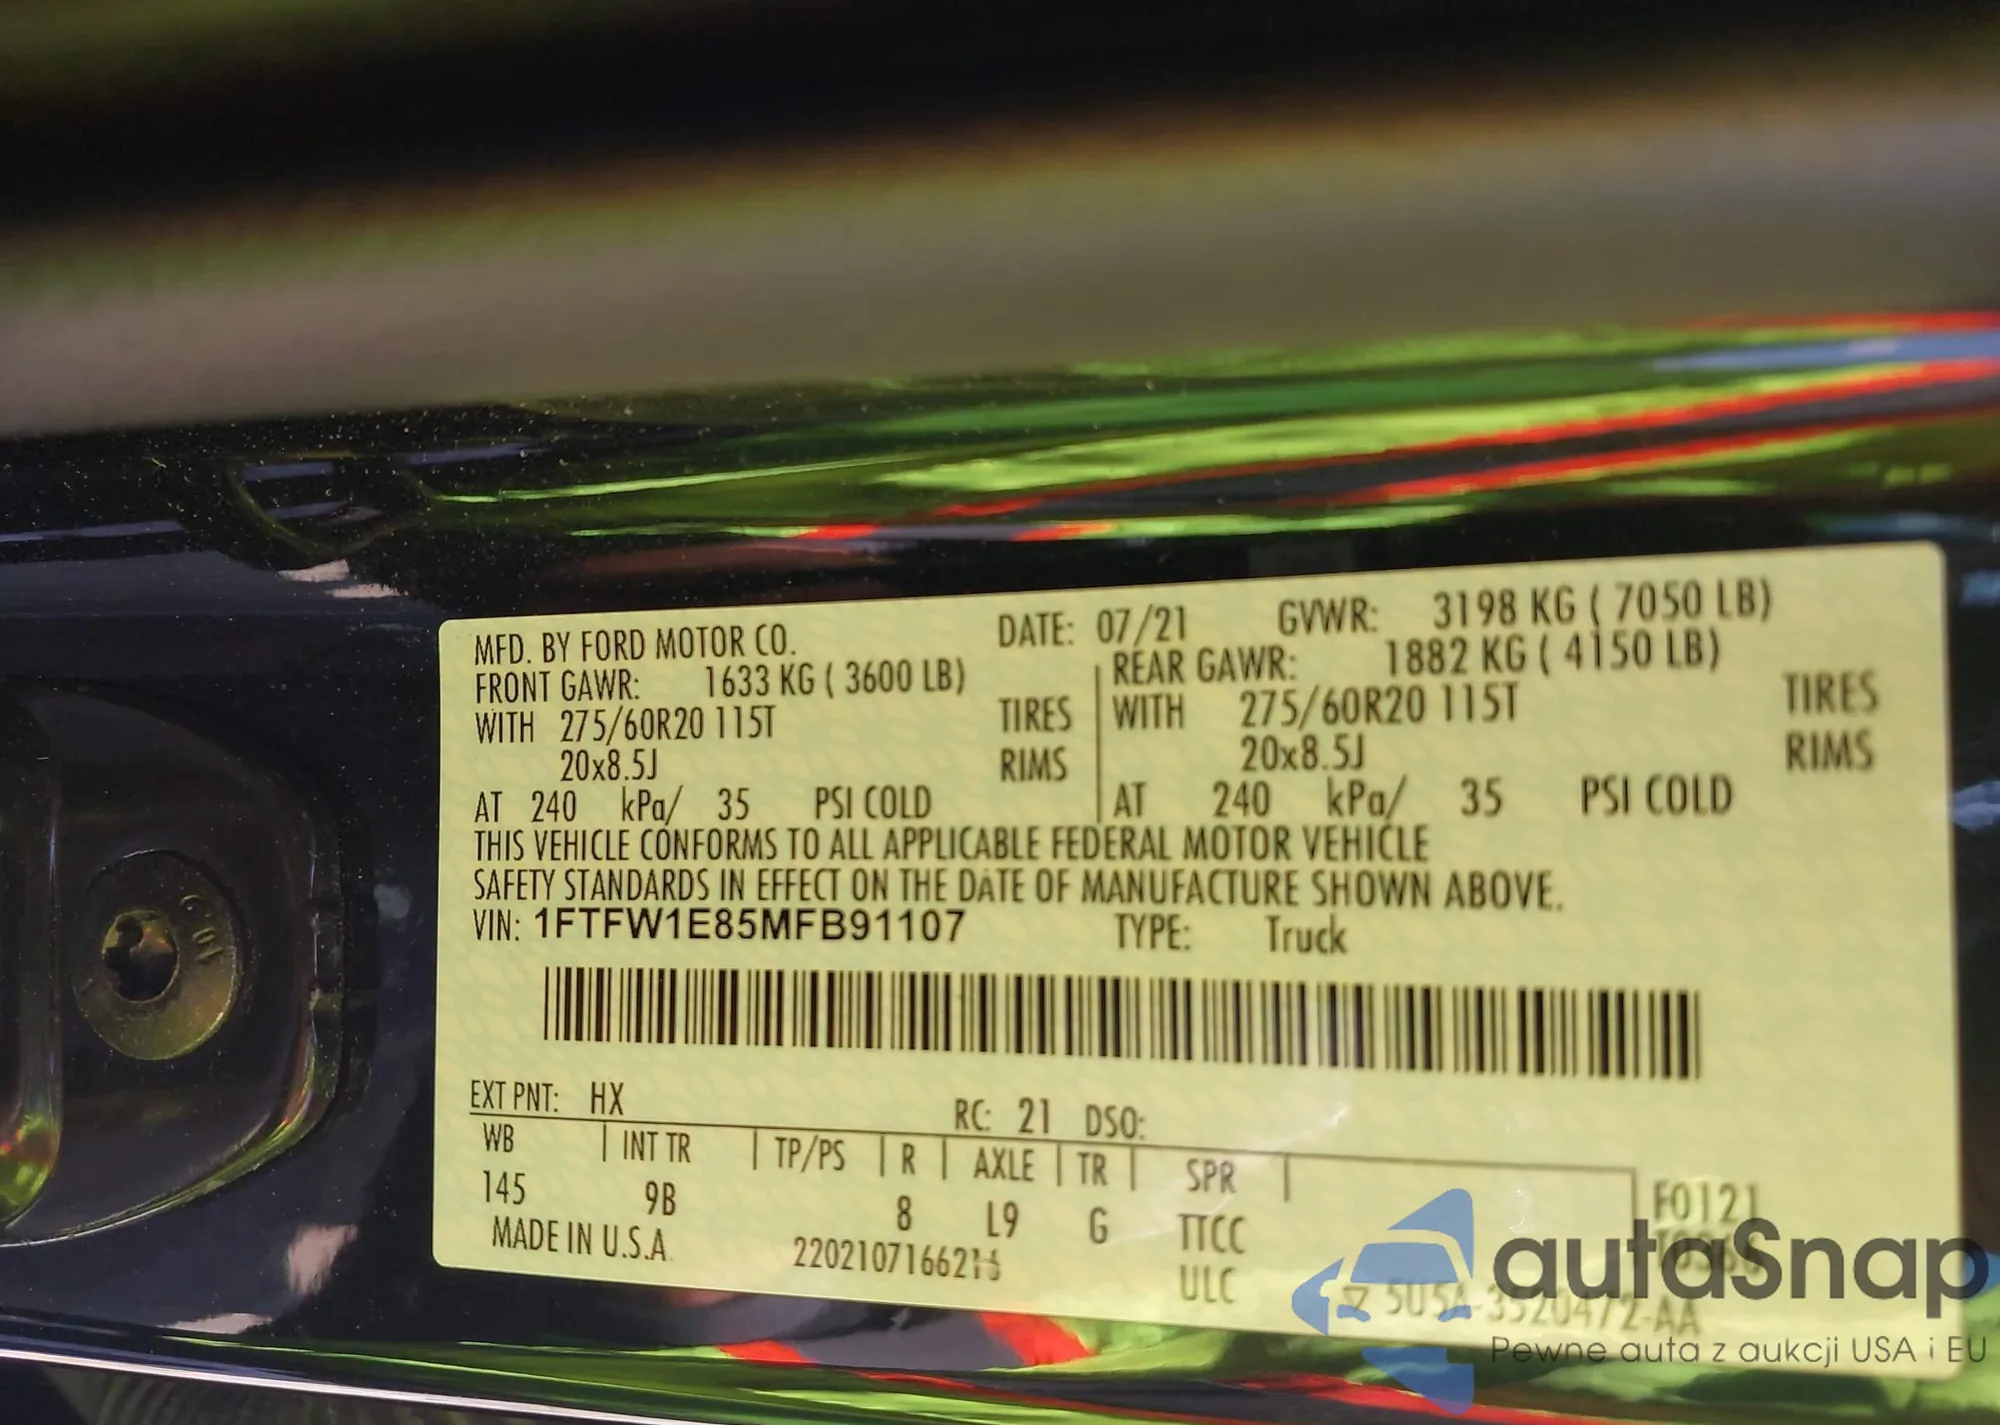 MFD. BY FORD MOTOR CO. DATE: 07/21 GVWR: 3198 KG ( 7050 LB)
FRONT GAWR: 1633 KG ( 3600 LB) REAR GAWR: 1882 KG ( 4150 LB)
WITH 275/60R20 115T TIRES WITH 275/60R20 115T TIRES
20x8.5J RIMS 20x8.5J RIMS
AT 240 kPa/ 35 PSI COLD AT 240 kPa/ 35 PSI COLD
THIS VEHICLE CONFORMS TO ALL APPLICABLE FEDERAL MOTOR VEHICLE
SAFETY STANDARDS IN EFFECT ON THE DATE OF MANUFACTURE SHOWN ABOVE.
VIN: 1FTFW1E85MFB91107 TYPE: Truck
EXT PNT: HX RC: 21 DSO:
WB INT TR TP/PS R AXLE TR SPR
145 9B 8 L9 G TTCC F0121
MADE IN U.S.A. ULC
5U5A-3520472-AA
autaSnap
Pewne auta z aukcji USA i EU